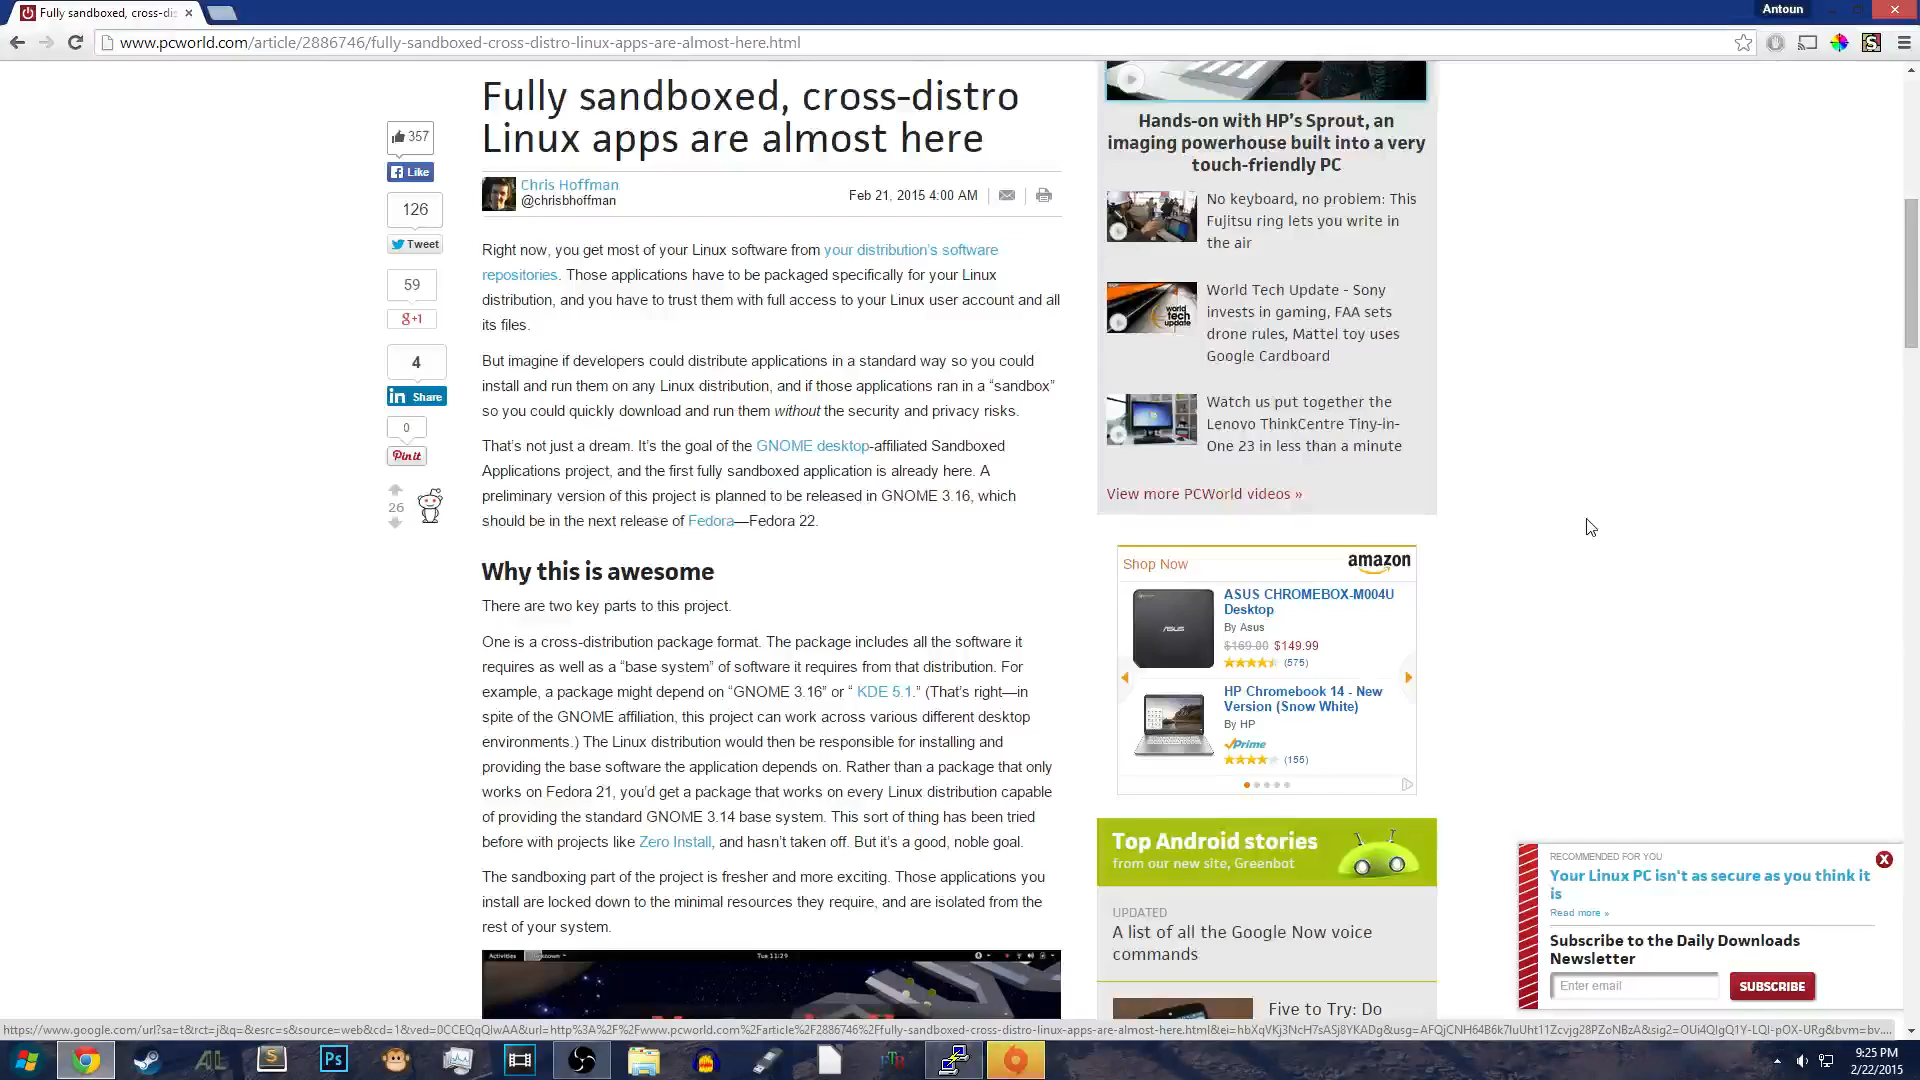 Fully sandboxed, cross-dis
Antoun
www.pcworld.com/article/2886746/fully-sandboxed-cross-distro-linux-apps-are-almost-here.html
Fully sandboxed, cross-distro
Linux apps are almost here
Chris Hoffman
@chrisbhoffman
Feb 21, 2015 4:00 AM
357
Like
126
Tweet
59
g+1
4
in Share
0
Pin it
26
Right now, you get most of your Linux software from your distribution's software
repositories. Those applications have to be packaged specifically for your Linux
distribution, and you have to trust them with full access to your Linux user account and all
its files.
But imagine if developers could distribute applications in a standard way so you could
install and run them on any Linux distribution, and if those applications ran in a “sandbox”
so you could quickly download and run them without the security and privacy risks.
That's not just a dream. It's the goal of the GNOME desktop-affiliated Sandboxed
Applications project, and the first fully sandboxed application is already here. A
preliminary version of this project is planned to be released in GNOME 3.16, which
should be in the next release of Fedora—Fedora 22.
Why this is awesome
There are two key parts to this project.
One is a cross-distribution package format. The package includes all the software it
requires as well as a “base system” of software it requires from that distribution. For
example, a package might depend on “GNOME 3.16” or “ KDE 5.1.” (That's right—in
spite of the GNOME affiliation, this project can work across various different desktop
environments.) The Linux distribution would then be responsible for installing and
providing the base software the application depends on. Rather than a package that only
works on Fedora 21, you'd get a package that works on every Linux distribution capable
of providing the standard GNOME 3.14 base system. This sort of thing has been tried
before with projects like Zero Install, and hasn't taken off. But it's a good, noble goal.
The sandboxing part of the project is fresher and more exciting. Those applications you
install are locked down to the minimal resources they require, and are isolated from the
rest of your system.
Activities
Tue 11:29
Hands-on with HP's Sprout, an
imaging powerhouse built into a very
touch-friendly PC
No keyboard, no problem: This
Fujitsu ring lets you write in
the air
world
tech
update
World Tech Update - Sony
invests in gaming, FAA sets
drone rules, Mattel toy uses
Google Cardboard
Watch us put together the
Lenovo ThinkCentre Tiny-in-
One 23 in less than a minute
View more PCWorld videos »
Shop Now
amazon
ASUS
ASUS CHROMEBOX-M004U
Desktop
By Asus
$169.00 $149.99
(575)
HP Chromebook 14 - New
Version (Snow White)
By HP
Prime
(155)
Top Android stories
from our new site, Greenbot
UPDATED
A list of all the Google Now voice
commands
Five to Try: Do
RECOMMENDED FOR YOU
Your Linux PC isn't as secure as you think it
is
Read more »
Subscribe to the Daily Downloads
Newsletter
Enter email
SUBSCRIBE
AL
S
Ps
FTB
9:25 PM
2/22/2015